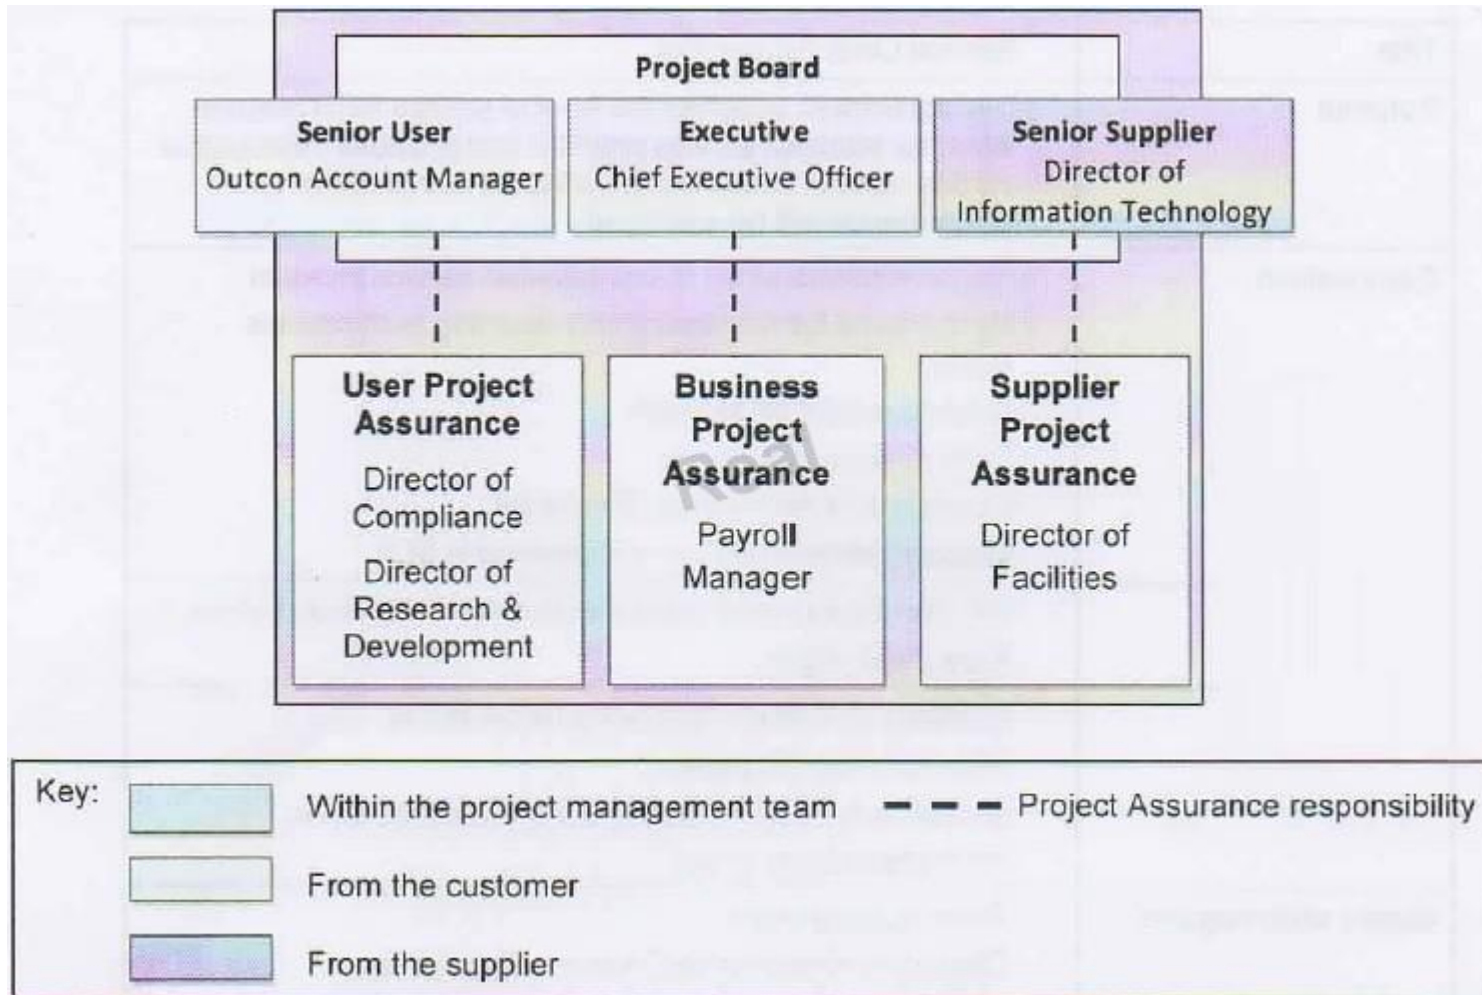 Project Board
Senior User
Outcon Account Manager
Executive
Chief Executive Officer
Senior Supplier
Director of
Information Technology
User Project
Assurance
Director of
Compliance
Director of
Research &
Development
Business
Project
Assurance
Payroll
Manager
Supplier
Project
Assurance
Director of
Facilities
Real
Key:
Within the project management team
Project Assurance responsibility
From the customer
From the supplier